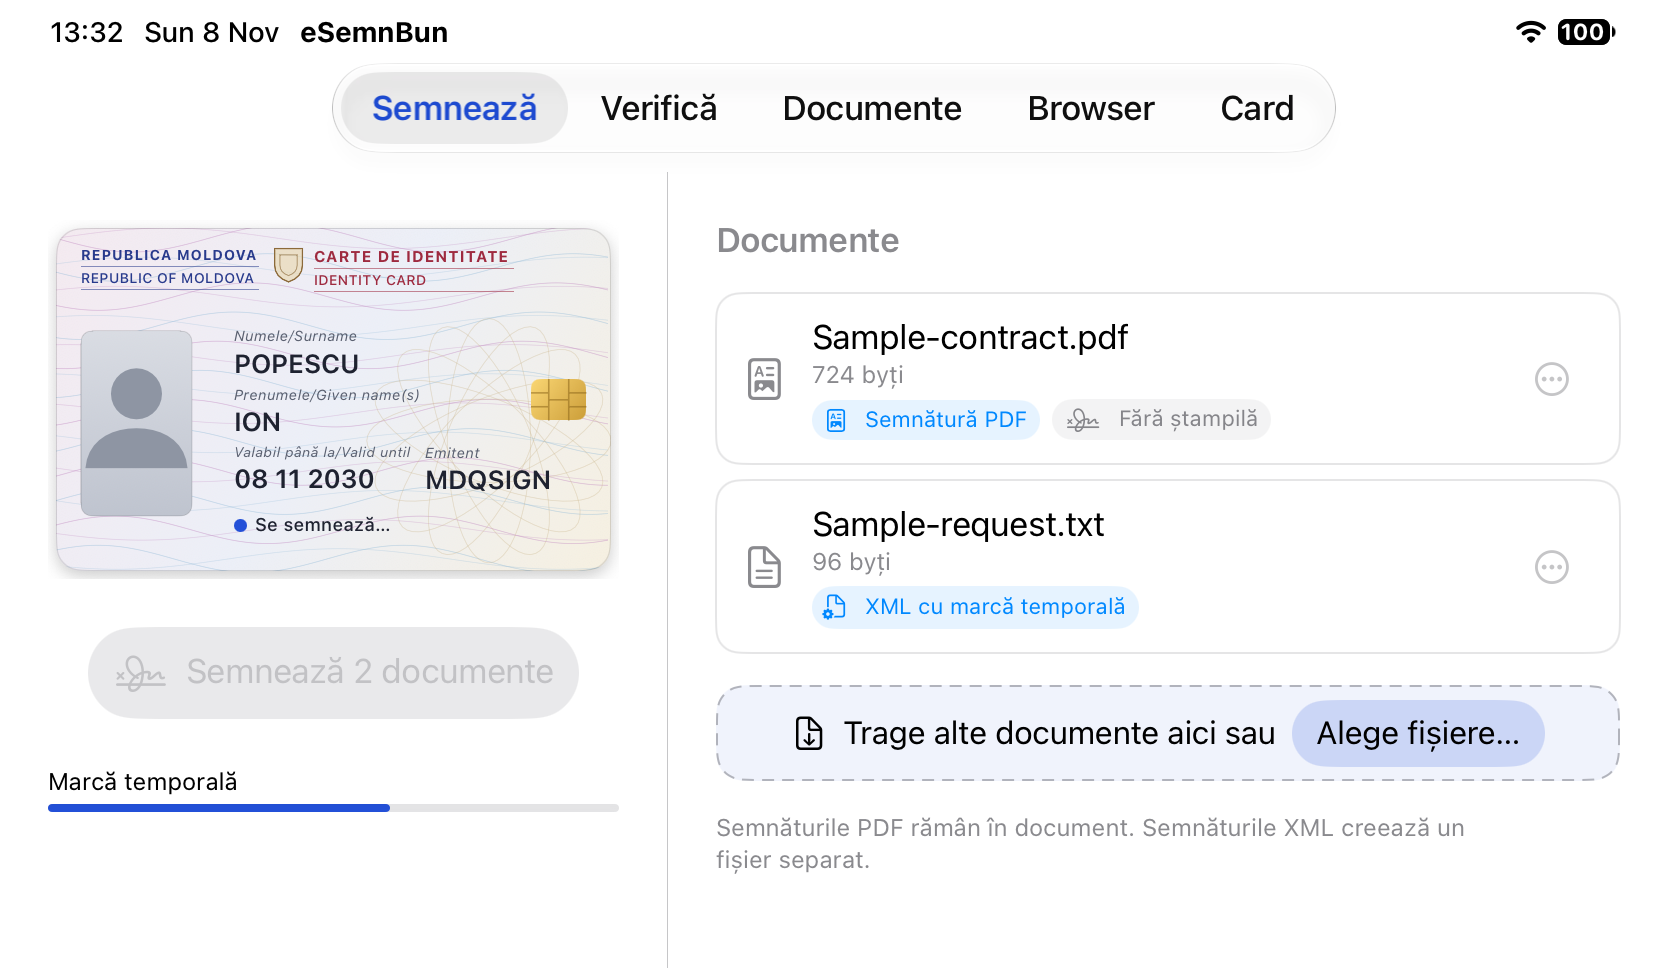 13:32 Sun 8 Nov eSemnBun
100
Semnează Verifică Documente Browser Card
REPUBLICA MOLDOVA
REPUBLIC OF MOLDOVA
CARTE DE IDENTITATE
IDENTITY CARD
Numele/Surname
POPESCU
Prenumele/Given name(s)
ION
Valabil până la/Valid until Emitent
08 11 2030 MDQSIGN
Se semnează...
Semnează 2 documente
Marcă temporală
Documente
Sample-contract.pdf
724 byți
Semnătură PDF Fără ștampilă
Sample-request.txt
96 byți
XML cu marcă temporală
Trage alte documente aici sau Alege fișiere...
Semnăturile PDF rămân în document. Semnăturile XML creează un
fișier separat.